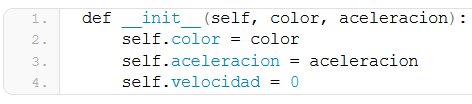 1. def __init__(self, color, aceleracion):
2. self.color = color
3. self.aceleracion = aceleracion
4. self.velocidad = 0